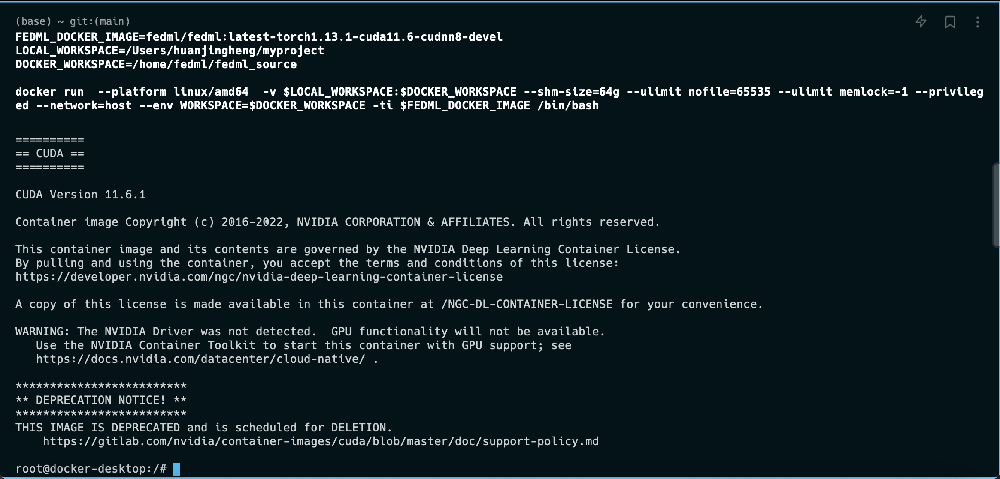 (base) ~ git:(main)
FEDML_DOCKER_IMAGE=fedml/fedml:latest-torch1.13.1-cuda11.6-cudnn8-devel
LOCAL_WORKSPACE=/Users/huanjingheng/myproject
DOCKER_WORKSPACE=/home/fedml/fedml_source
docker run  --platform linux/amd64  -v $LOCAL_WORKSPACE:$DOCKER_WORKSPACE --shm-size=64g --ulimit nofile=65535 --ulimit memlock=-1 --privileg
ed --network=host --env WORKSPACE=$DOCKER_WORKSPACE -ti $FEDML_DOCKER_IMAGE /bin/bash
==========
== CUDA ==
==========
CUDA Version 11.6.1
Container image Copyright (c) 2016-2022, NVIDIA CORPORATION & AFFILIATES. All rights reserved.
This container image and its contents are governed by the NVIDIA Deep Learning Container License.
By pulling and using the container, you accept the terms and conditions of this license:
https://developer.nvidia.com/ngc/nvidia-deep-learning-container-license
A copy of this license is made available in this container at /NGC-DL-CONTAINER-LICENSE for your convenience.
WARNING: The NVIDIA Driver was not detected.  GPU functionality will not be available.
   Use the NVIDIA Container Toolkit to start this container with GPU support; see
   https://docs.nvidia.com/datacenter/cloud-native/ .
*************************
** DEPRECATION NOTICE! **
*************************
THIS IMAGE IS DEPRECATED and is scheduled for DELETION.
    https://gitlab.com/nvidia/container-images/cuda/blob/master/doc/support-policy.md
root@docker-desktop:/#